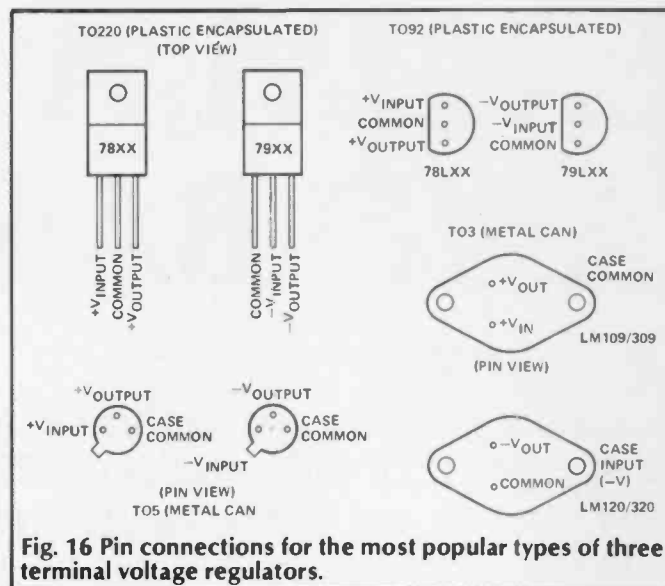 TO220 (PLASTIC ENCAPSULATED)
(TOP VIEW)
78XX
79XX
+VINPUT
COMMON
+VOUTPUT
COMMON
−VINPUT
−VOUTPUT
TO92 (PLASTIC ENCAPSULATED)
+VINPUT
COMMON
+VOUTPUT
78LXX
−VOUTPUT
−VINPUT
COMMON
79LXX
TO3 (METAL CAN)
CASE
COMMON
+VOUT
+VIN
LM109/309
(PIN VIEW)
+VOUTPUT
+VINPUT
CASE
COMMON
−VOUTPUT
CASE
COMMON
−VINPUT
(PIN VIEW)
TO5 (METAL CAN
−VOUT
COMMON
CASE
INPUT
(−V)
LM120/320
Fig. 16 Pin connections for the most popular types of three
terminal voltage regulators.